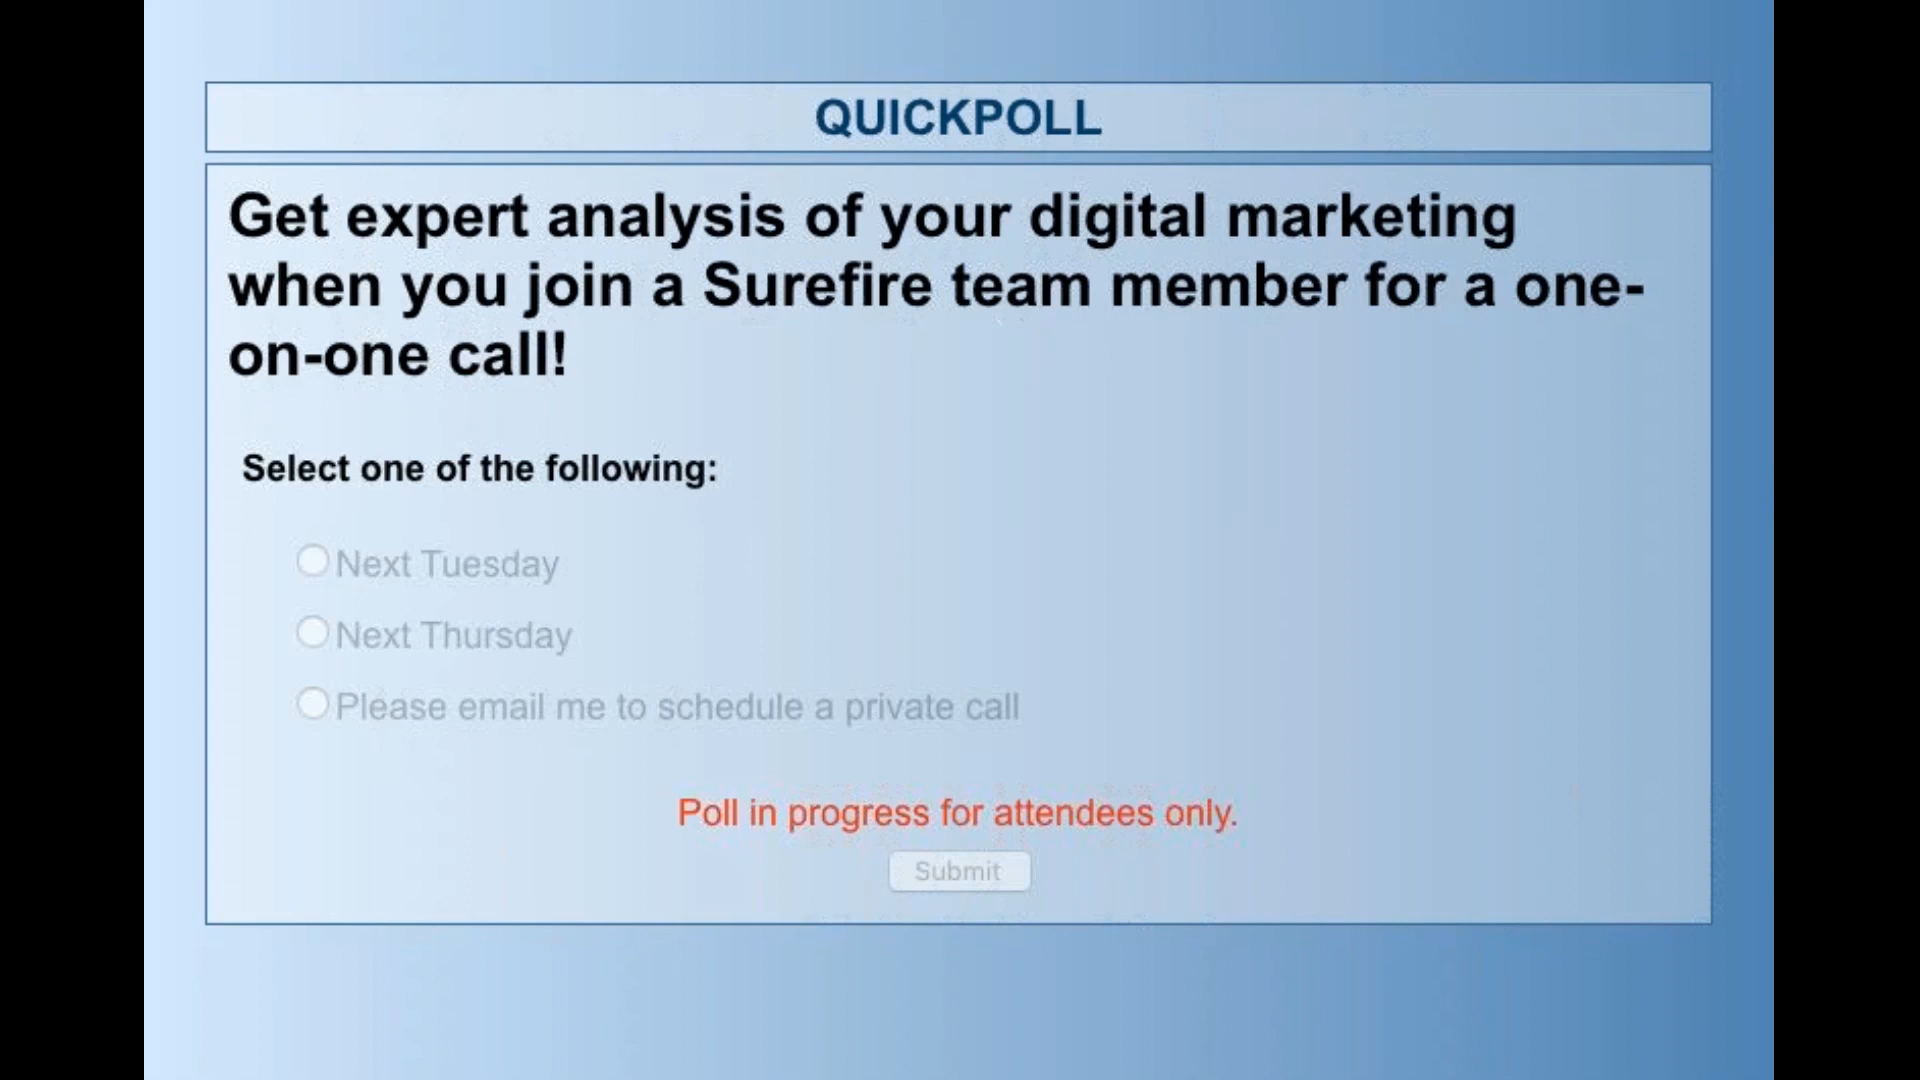 QUICKPOLL
Get expert analysis of your digital marketing
when you join a Surefire team member for a one-
on-one call!
Select one of the following:
Next Tuesday
Next Thursday
Please email me to schedule a private call
Poll in progress for attendees only.
Submit